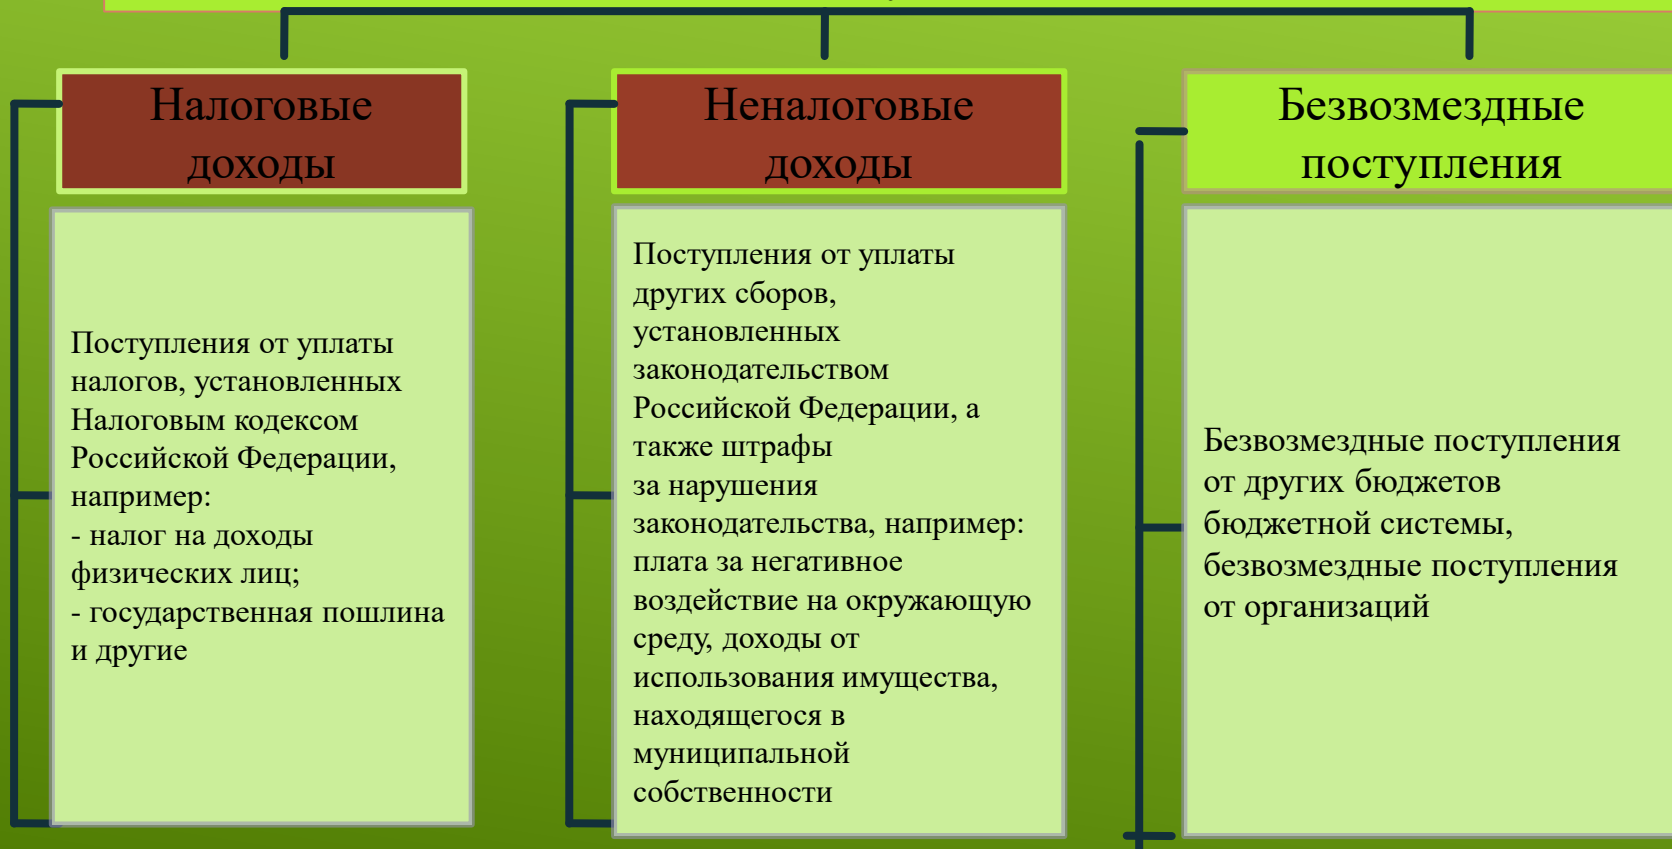 Налоговые
доходы
Неналоговые
доходы
Безвозмездные
поступления
Поступления от уплаты
налогов, установленных
Налоговым кодексом
Российской Федерации,
например:
- налог на доходы
физических лиц;
- государственная пошлина
и другие
Поступления от уплаты
других сборов,
установленных
законодательством
Российской Федерации, а
также штрафы
за нарушения
законодательства, например:
плата за негативное
воздействие на окружающую
среду, доходы от
использования имущества,
находящегося в
муниципальной
собственности
Безвозмездные поступления
от других бюджетов
бюджетной системы,
безвозмездные поступления
от организаций